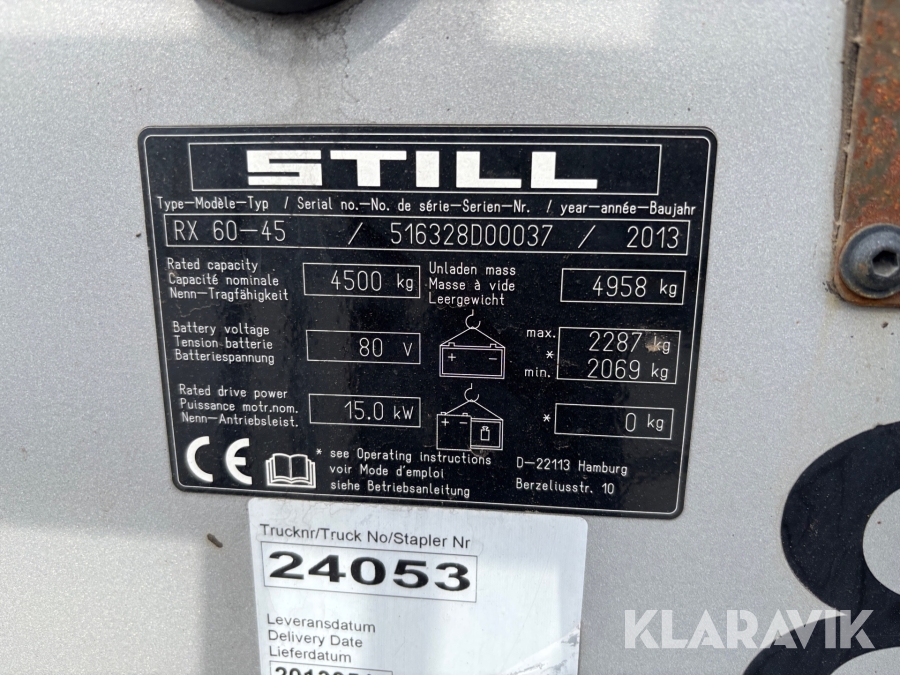 STILL
Type-Modèle-Typ / Serial no.-No. de série-Serien-Nr. / year-année-Baujahr
RX 60-45 / 516328D00037 / 2013
Rated capacity
Capacité nominale
Nenn-Tragfähigkeit
4500 kg
Unladen mass
Masse à vide
Leergewicht
4958 kg
Battery voltage
Tension batterie
Batteriespannung
80 V
+ -
max. 2287 kg
*
min. 2069 kg
Rated drive power
Puissance motr.nom.
Nenn-Antriebsleist.
15.0 kW
+ -
* 0 kg
CE
* see Operating instructions
voir Mode d'emploi
siehe Betriebsanleitung
D-22113 Hamburg
Berzeliusstr. 10
Trucknr/Truck No/Stapler Nr
24053
Leveransdatum
Delivery Date
Lieferdatum
KLARAVIK